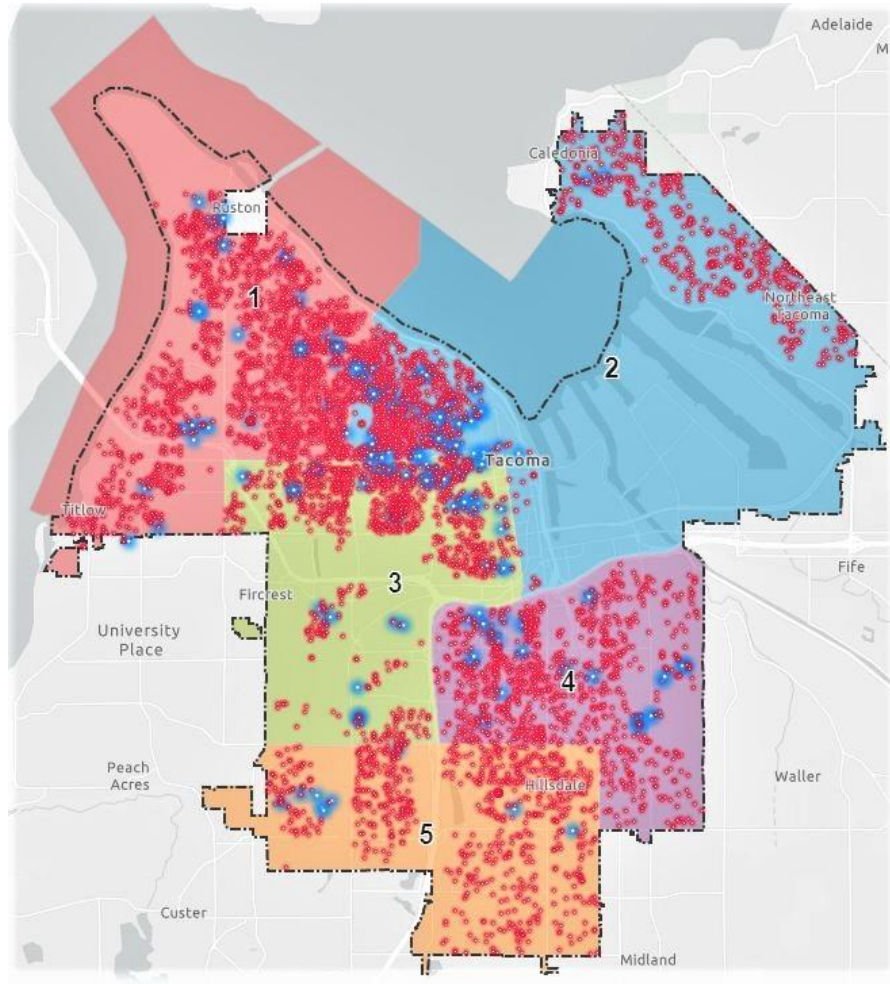 Adelaide
M
Caledonia
Ruston
1
Northeast
Tacoma
2
Tacoma
Titlow
Fife
Fircrest
3
University
Place
4
Peach
Acres
Waller
Hillsdale
5
Custer
Midland